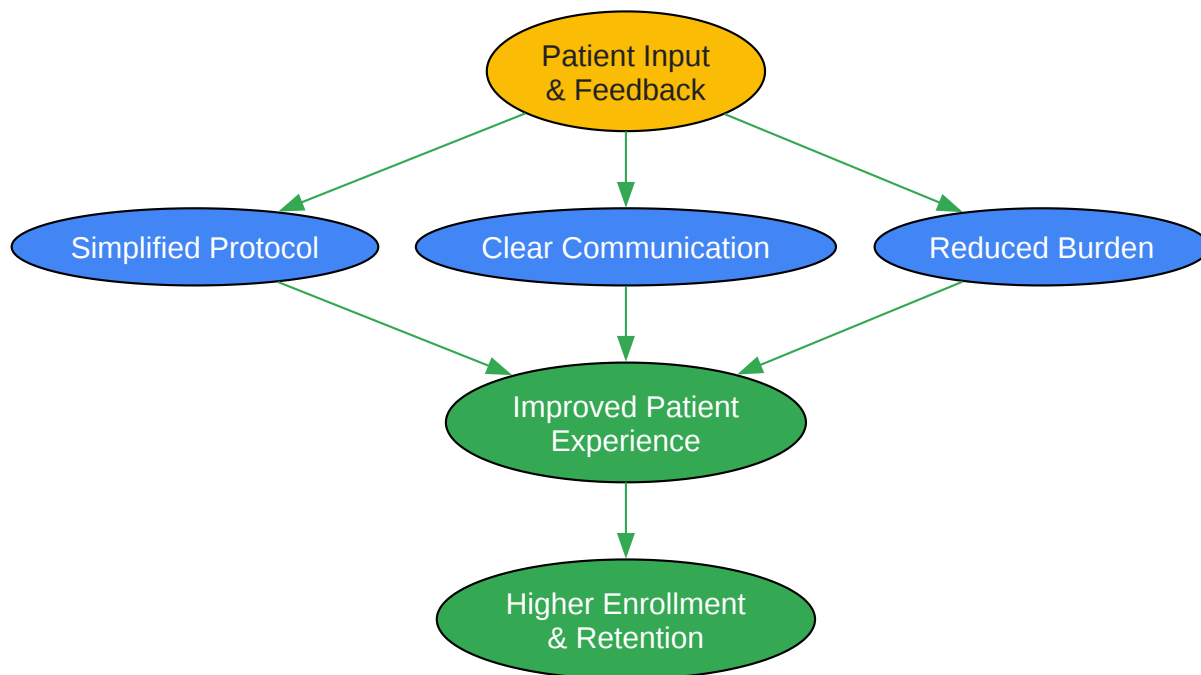 Patient Input
& Feedback
Simplified Protocol
Clear Communication
Reduced Burden
Improved Patient
Experience
Higher Enrollment
& Retention